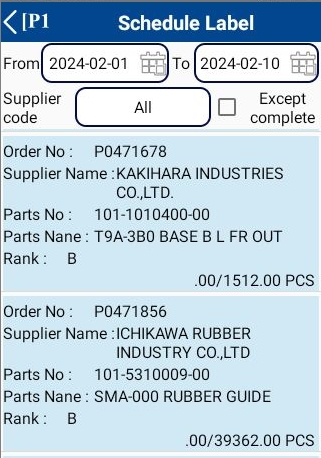 [P1
Schedule Label
From 2024-02-01 To 2024-02-10
Supplier code All Except complete
Order No : P0471678
Supplier Name : KAKIHARA INDUSTRIES
CO.,LTD.
Parts No : 101-1010400-00
Parts Nane : T9A-3B0 BASE B L FR OUT
Rank : B
.00/1512.00 PCS
Order No : P0471856
Supplier Name : ICHIKAWA RUBBER
INDUSTRY CO.,LTD
Parts No : 101-5310009-00
Parts Nane : SMA-000 RUBBER GUIDE
Rank : B
.00/39362.00 PCS